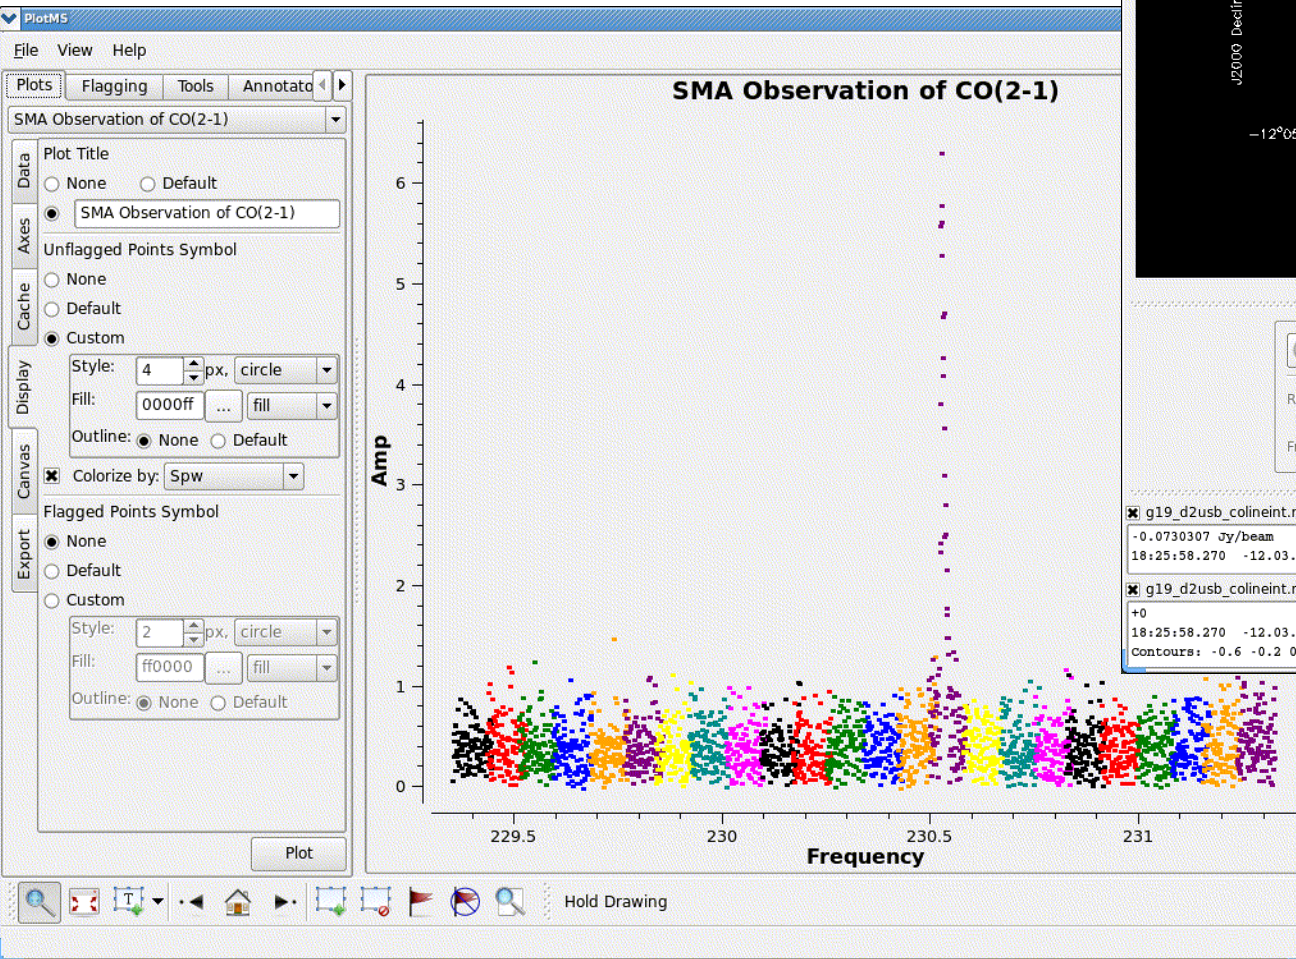 PlotMS
File View Help
Plots Flagging Tools Annotato
SMA Observation of CO(2-1)
Data
Axes
Cache
Display
Canvas
Export
Plot Title
None Default
SMA Observation of CO(2-1)
Unflagged Points Symbol
None
Default
Custom
Style: 4 px, circle
Fill: 0000ff ... fill
Outline: None Default
Colorize by: Spw
Flagged Points Symbol
None
Default
Custom
Style: 2 px, circle
Fill: ff0000 ... fill
Outline: None Default
Plot
SMA Observation of CO(2-1)
Amp
6
5
4
3
2
1
0
229.5 230 230.5 231
Frequency
Hold Drawing
J2000 Declin
-12°05
g19_d2usb_colineint.
-0.0730307 Jy/beam
18:25:58.270 -12.03.
g19_d2usb_colineint.
+0
18:25:58.270 -12.03.
Contours: -0.6 -0.2 0